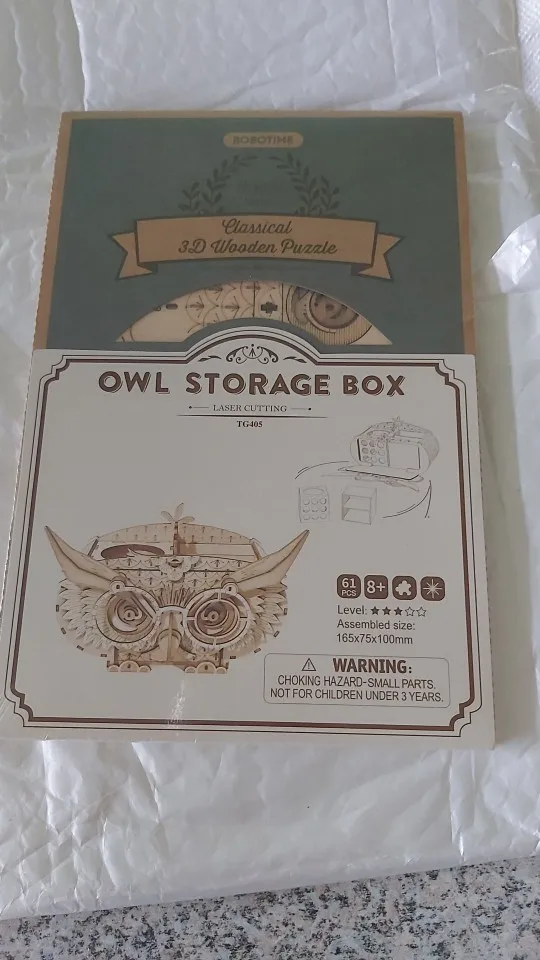 ROBOTIME
Classical
3D Wooden Puzzle
OWL STORAGE BOX
LASER CUTTING
TG405
61
PCS
8+
Level: ★★★☆☆
Assembled size:
165x75x100mm
⚠ WARNING:
CHOKING HAZARD-SMALL PARTS.
NOT FOR CHILDREN UNDER 3 YEARS.